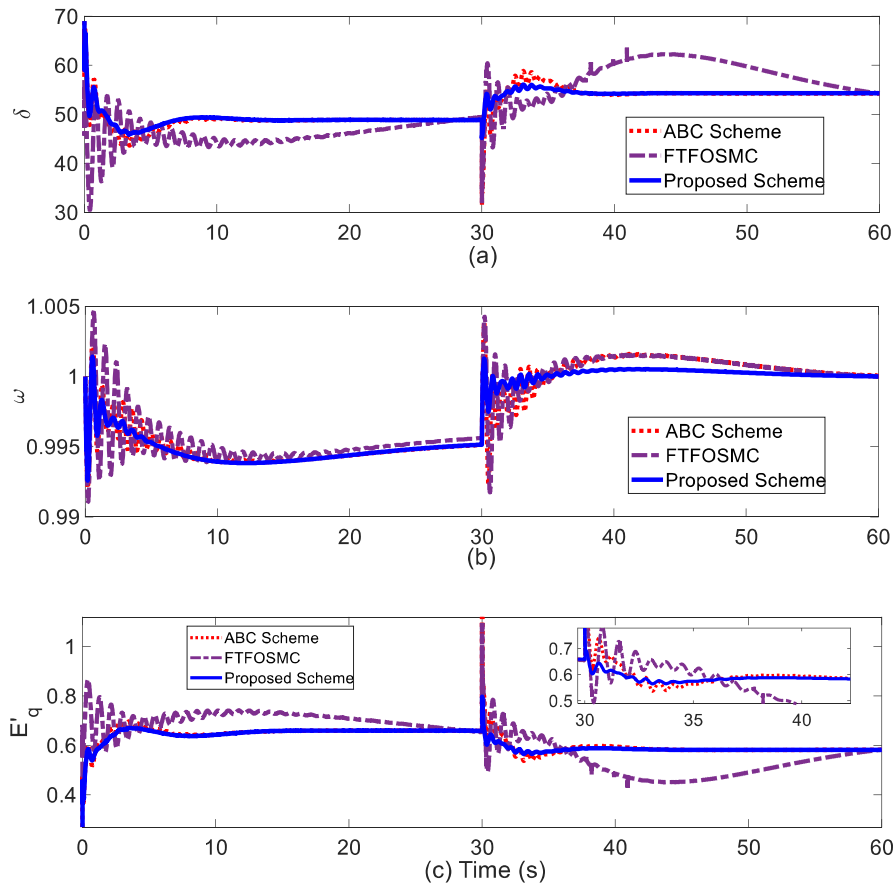 70
60
50
40
30
δ
0
10
20
30
40
50
60
(a)
ABC Scheme
FTFOSMC
Proposed Scheme
1.005
1
0.995
0.99
ω
0
10
20
30
40
50
60
(b)
ABC Scheme
FTFOSMC
Proposed Scheme
1
0.8
0.6
0.4
E'q
0
10
20
30
40
50
60
(c) Time (s)
ABC Scheme
FTFOSMC
Proposed Scheme
0.7
0.6
0.5
30
35
40